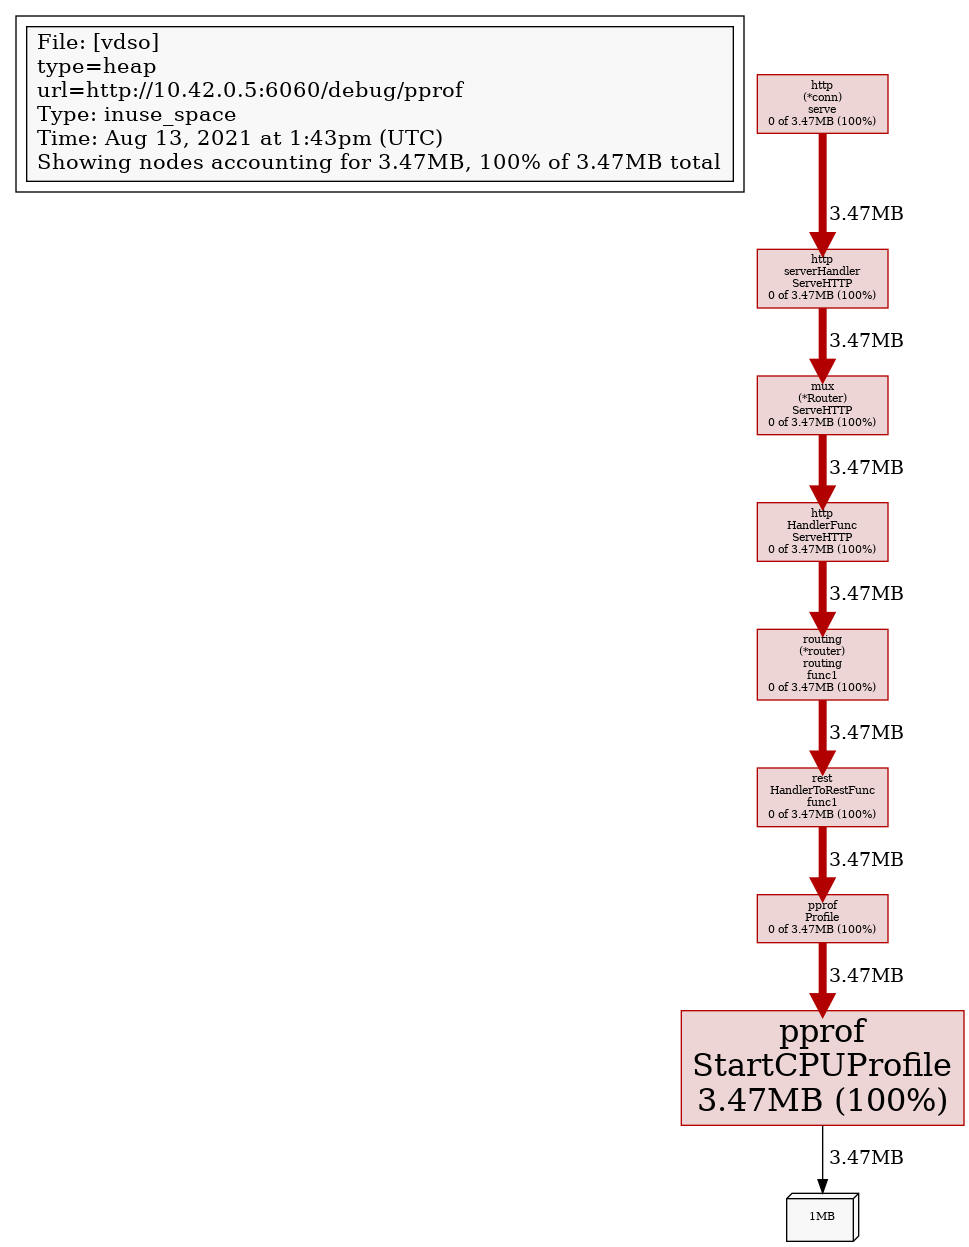 File: [vdso]
type=heap
url=http://10.42.0.5:6060/debug/pprof
Type: inuse_space
Time: Aug 13, 2021 at 1:43pm (UTC)
Showing nodes accounting for 3.47MB, 100% of 3.47MB total
http
(*conn)
serve
0 of 3.47MB (100%)
3.47MB
http
serverHandler
ServeHTTP
0 of 3.47MB (100%)
3.47MB
mux
(*Router)
ServeHTTP
0 of 3.47MB (100%)
3.47MB
http
HandlerFunc
ServeHTTP
0 of 3.47MB (100%)
3.47MB
routing
(*router)
routing
func1
0 of 3.47MB (100%)
3.47MB
rest
HandlerToRestFunc
func1
0 of 3.47MB (100%)
3.47MB
pprof
Profile
0 of 3.47MB (100%)
3.47MB
pprof
StartCPUProfile
3.47MB (100%)
3.47MB
1MB